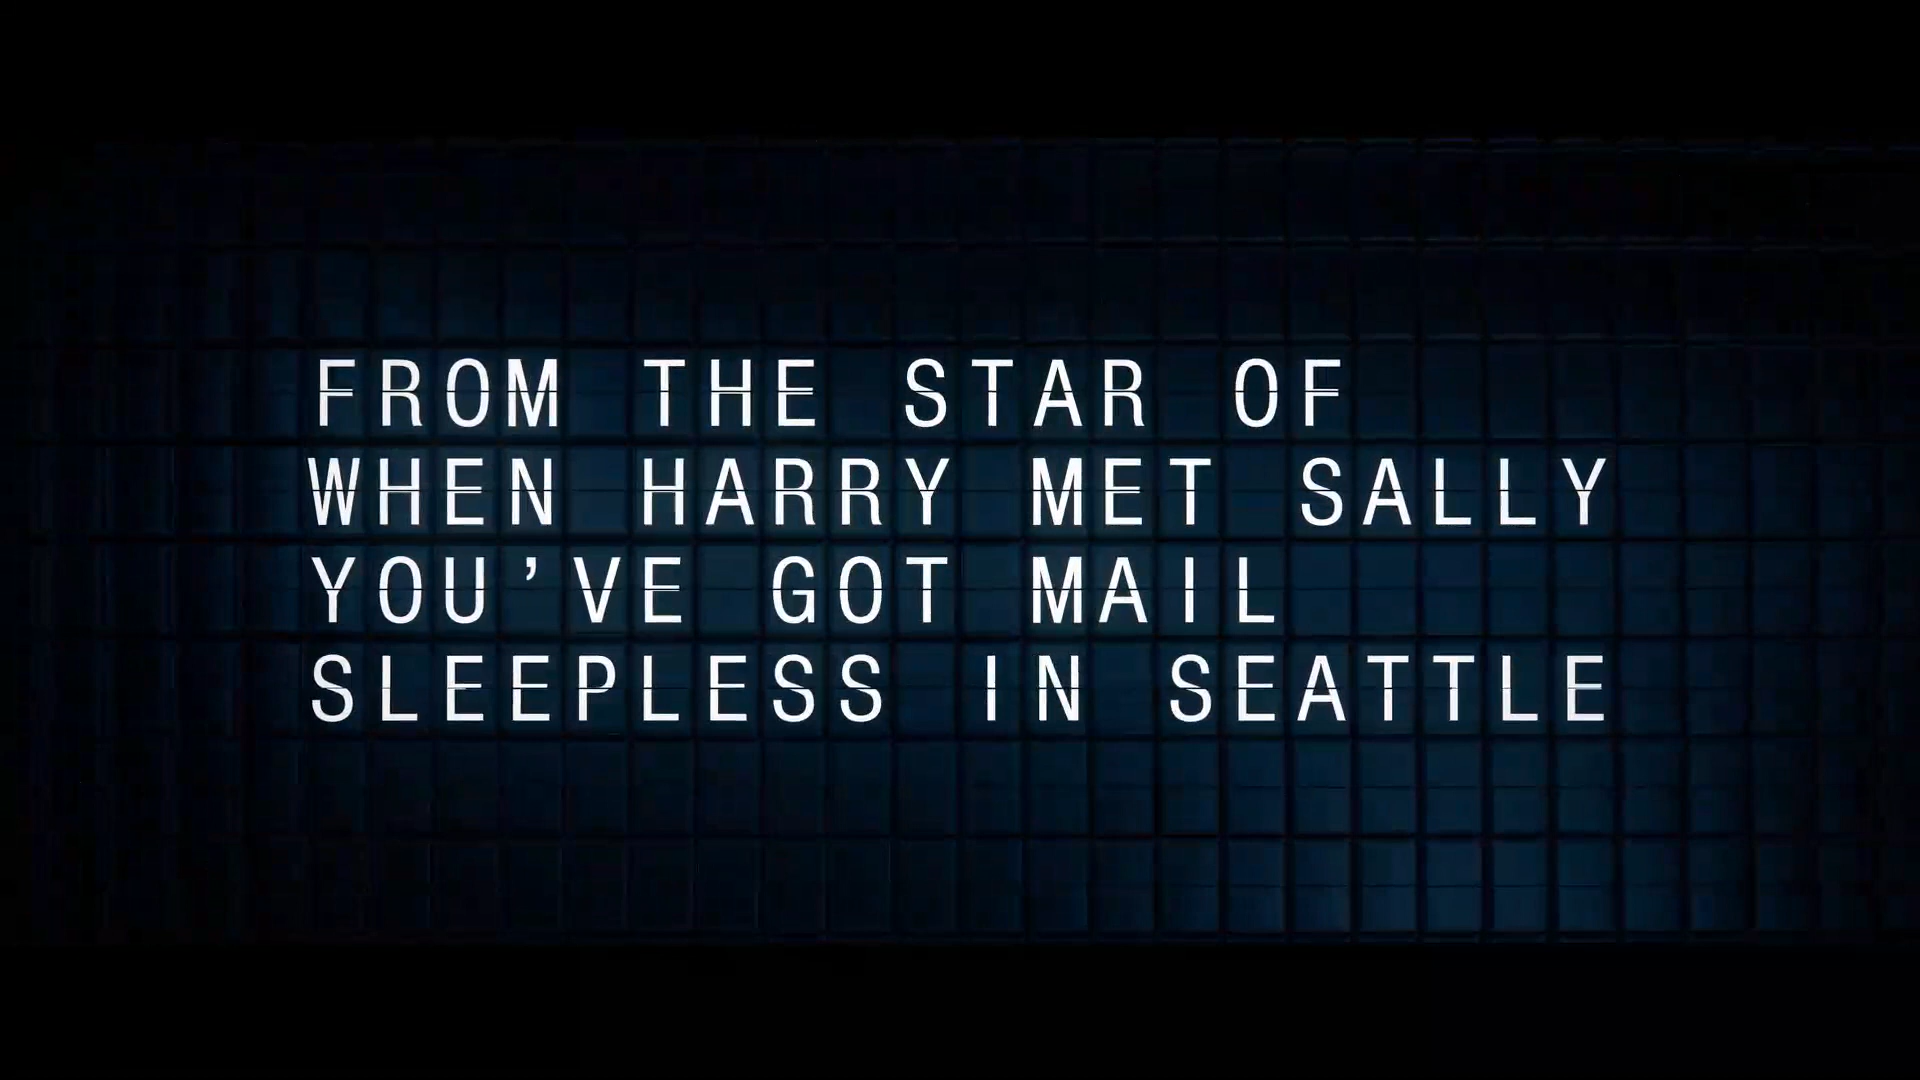 FROM THE STAR OF
WHEN HARRY MET SALLY
YOU'VE GOT MAIL
SLEEPLESS IN SEATTLE